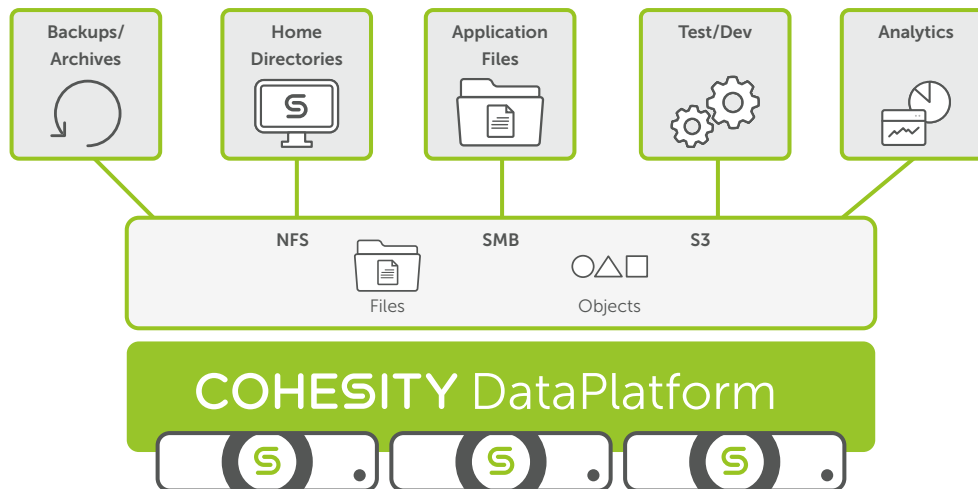 Backups/
Archives
Home
Directories
Application
Files
Test/Dev
Analytics
NFS
SMB
S3
Files
Objects
COHESITY DataPlatform